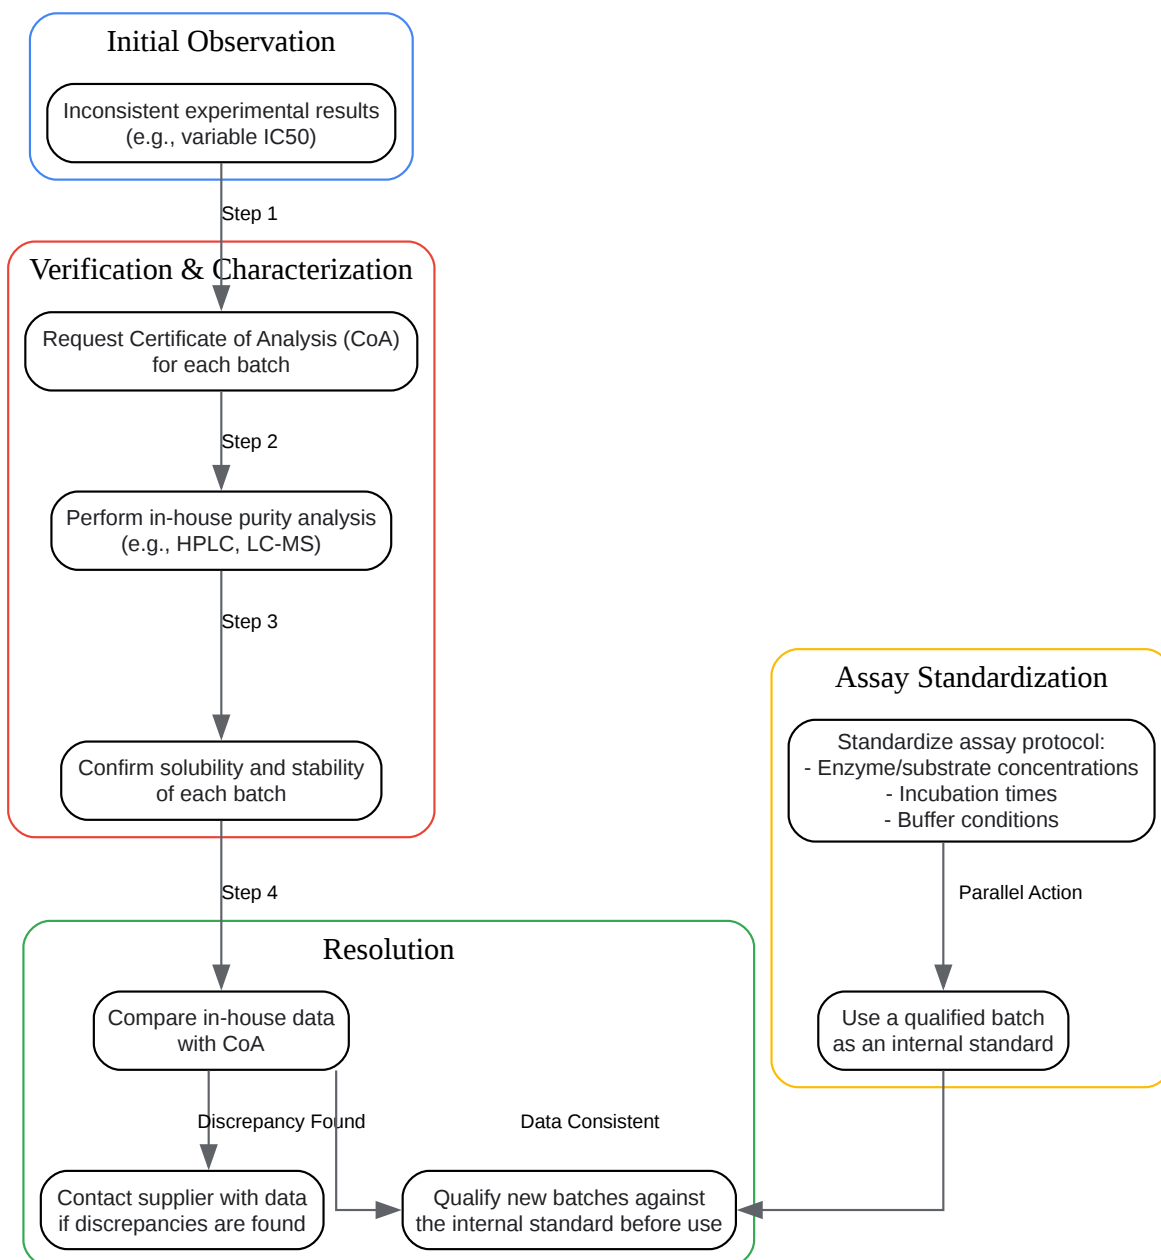 Initial Observation
Inconsistent experimental results
(e.g., variable IC50)
Step 1
Verification & Characterization
Request Certificate of Analysis (CoA)
for each batch
Step 2
Perform in-house purity analysis
(e.g., HPLC, LC-MS)
Step 3
Confirm solubility and stability
of each batch
Step 4
Assay Standardization
Standardize assay protocol:
- Enzyme/substrate concentrations
- Incubation times
- Buffer conditions
Parallel Action
Use a qualified batch
as an internal standard
Resolution
Compare in-house data
with CoA
Discrepancy Found
Data Consistent
Contact supplier with data
if discrepancies are found
Qualify new batches against
the internal standard before use